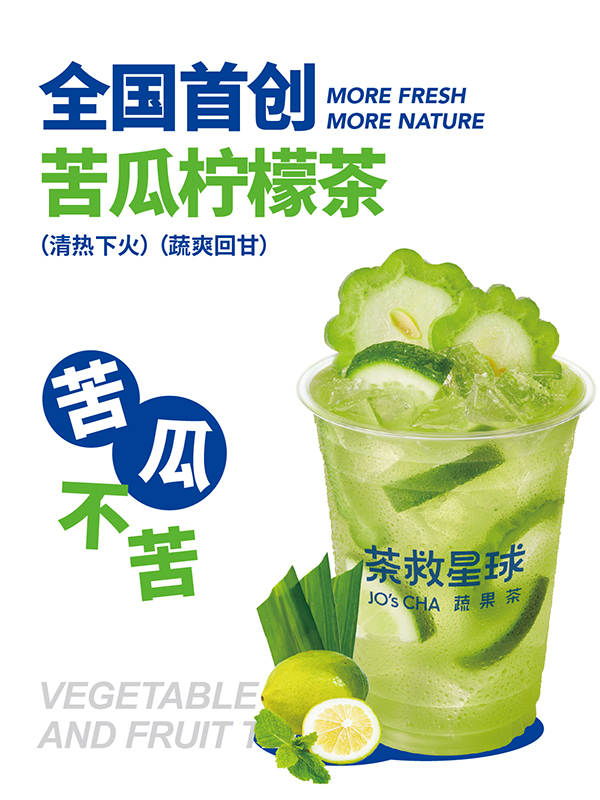 全国首创
MORE FRESH
MORE NATURE
苦瓜柠檬茶
（清热下火）（蔬爽回甘）
苦
瓜
不
苦
茶救星球
JO's CHA 蔬果茶
VEGETABLE
AND FRUIT T